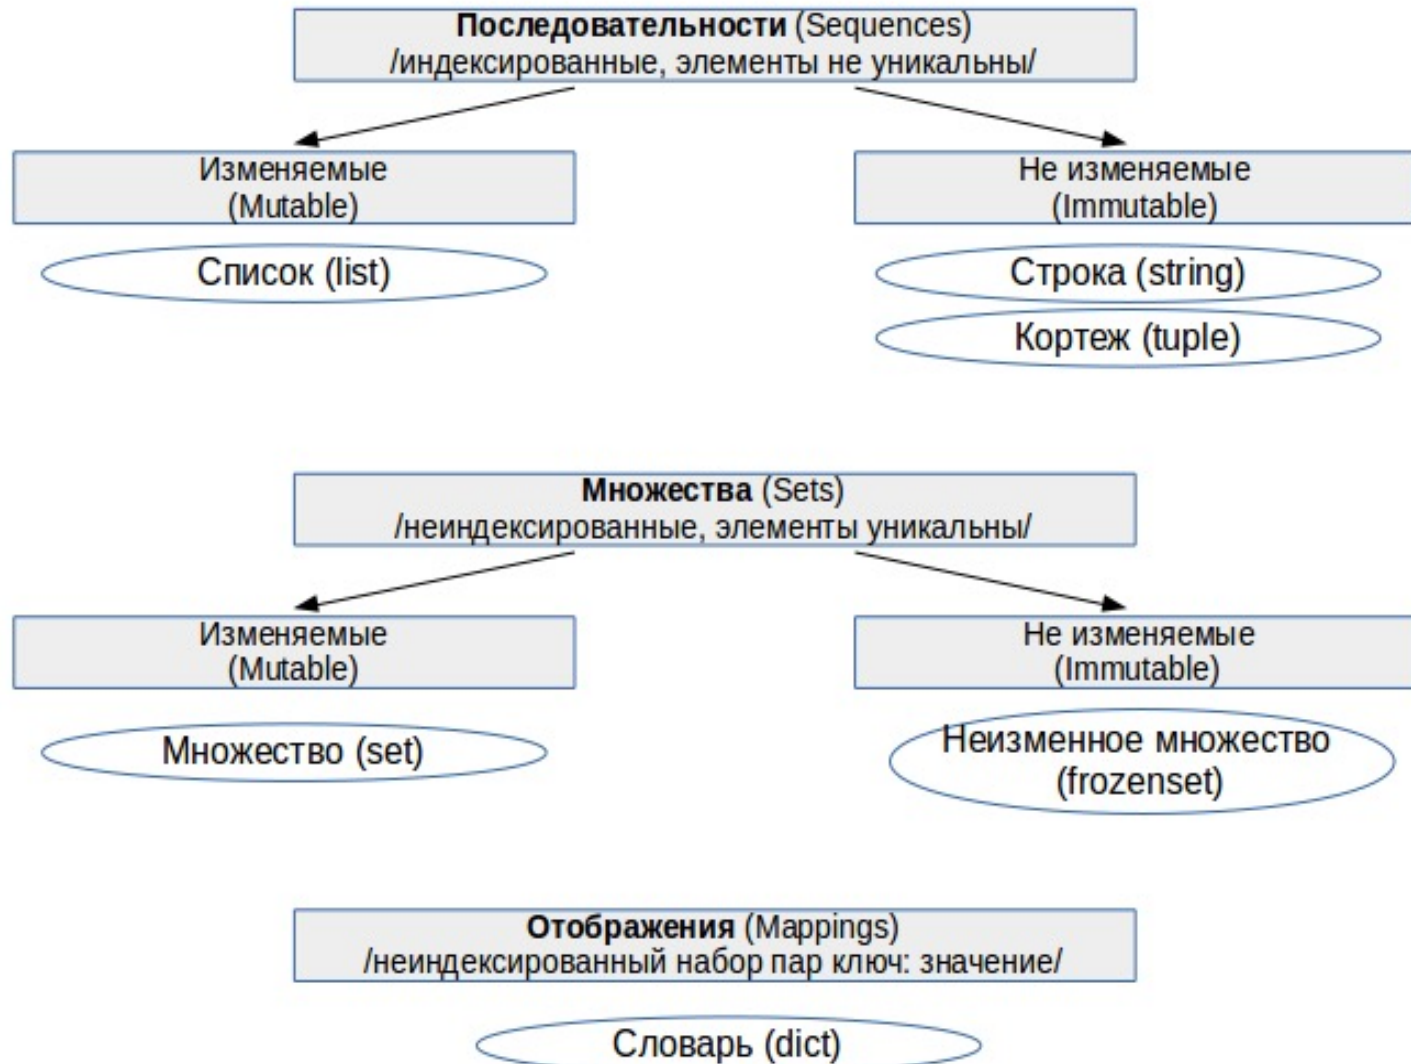 Последовательности (Sequences)
/индексированные, элементы не уникальны/
Изменяемые
(Mutable)
Не изменяемые
(Immutable)
Список (list)
Строка (string)
Кортеж (tuple)
Множества (Sets)
/неиндексированные, элементы уникальны/
Изменяемые
(Mutable)
Не изменяемые
(Immutable)
Множество (set)
Неизменное множество
(frozenset)
Отображения (Mappings)
/неиндексированный набор пар ключ: значение/
Словарь (dict)